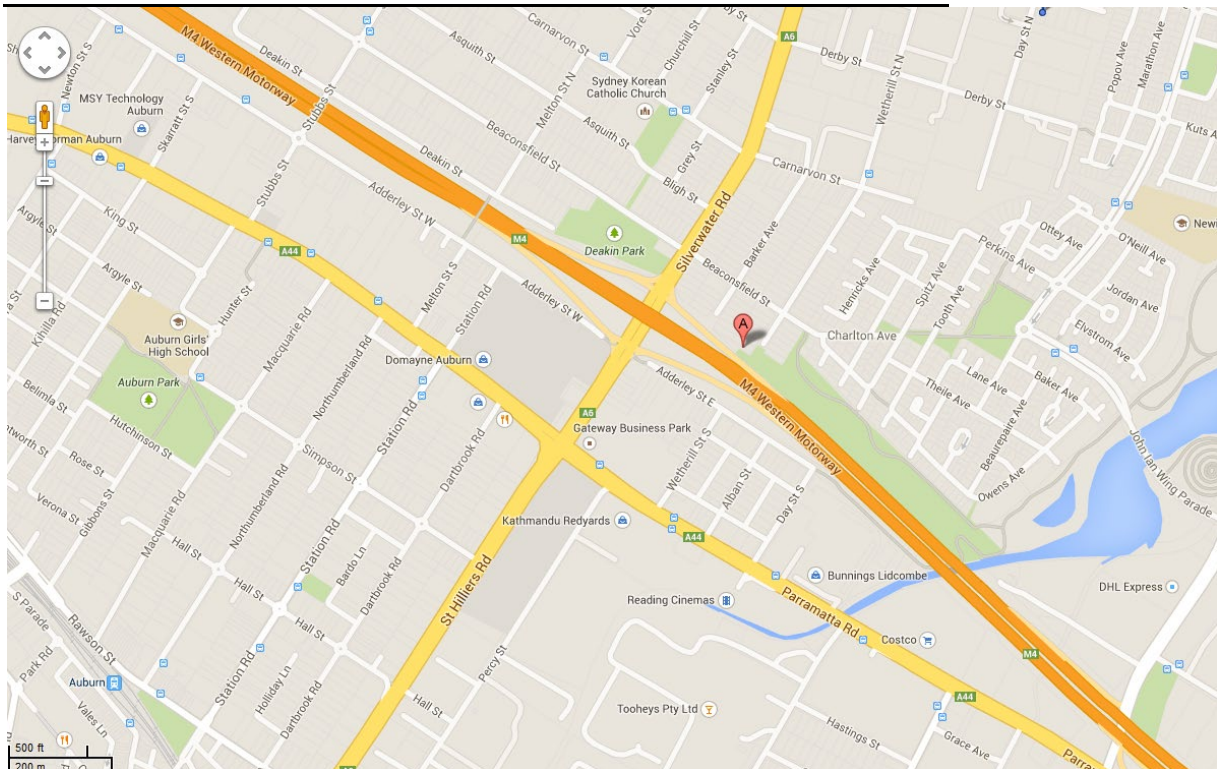 Carnarvon St
Vore St
Churchill St
A6
Day St N
M4 Western Motorway
Deakin St
Asquith St
Stanley St
Derby St
Popov Ave
Marathon Ave
Newton St S
MSY Technology
Auburn
Skarratt St S
Stubbs St
Melton St N
Sydney Korean
Catholic Church
Wetherill St N
Derby St
Harvey Norman Auburn
Beaconsfield St
Asquith St
Grey St
Carnarvon St
Deakin St
Bligh St
Stubbs St
Adderley St W
Silverwater Rd
King St
Argyle St
A44
M4
Deakin Park
Barker Ave
Beaconsfield St
Henricks Ave
Spitz Ave
Tooth Ave
Perkins Ave
Ottey Ave
O'Neill Ave
Jordan Ave
Elvstrom Ave
Argyle St
Hunter St
Melton St S
Station Rd
Adderley St W
A
Charlton Ave
Kihilla Rd
Auburn Girls'
High School
Macquarie Rd
Northumberland Rd
Domayne Auburn
Adderley St E
M4 Western Motorway
Lane Ave
Baker Ave
Theile Ave
Auburn Park
Belimla St
Hutchinson St
Station Rd
Dartbrook Rd
A6
Gateway Business Park
Wetherill St S
Alban St
Day St S
Beaurepaire Ave
Owens Ave
John Ian Wing Parade
Rose St
Gibbons St
Simpson St
Verona St
Macquarie Rd
Northumberland Rd
Hall St
Station Rd
Bardo Ln
Dartbrook Rd
Kathmandu Redyards
A44
Bunnings Lidcombe
DHL Express
Hall St
St Hilliers Rd
Reading Cinemas
Parramatta Rd
Costco
S Parade
Rawson St
Park Rd
Hall St
Percy St
M4
Auburn
Station Rd
Holliday Ln
Dartbrook Rd
Hall St
Tooheys Pty Ltd
A44
Vales Ln
Hastings St
Grace Ave
500 ft
200 m